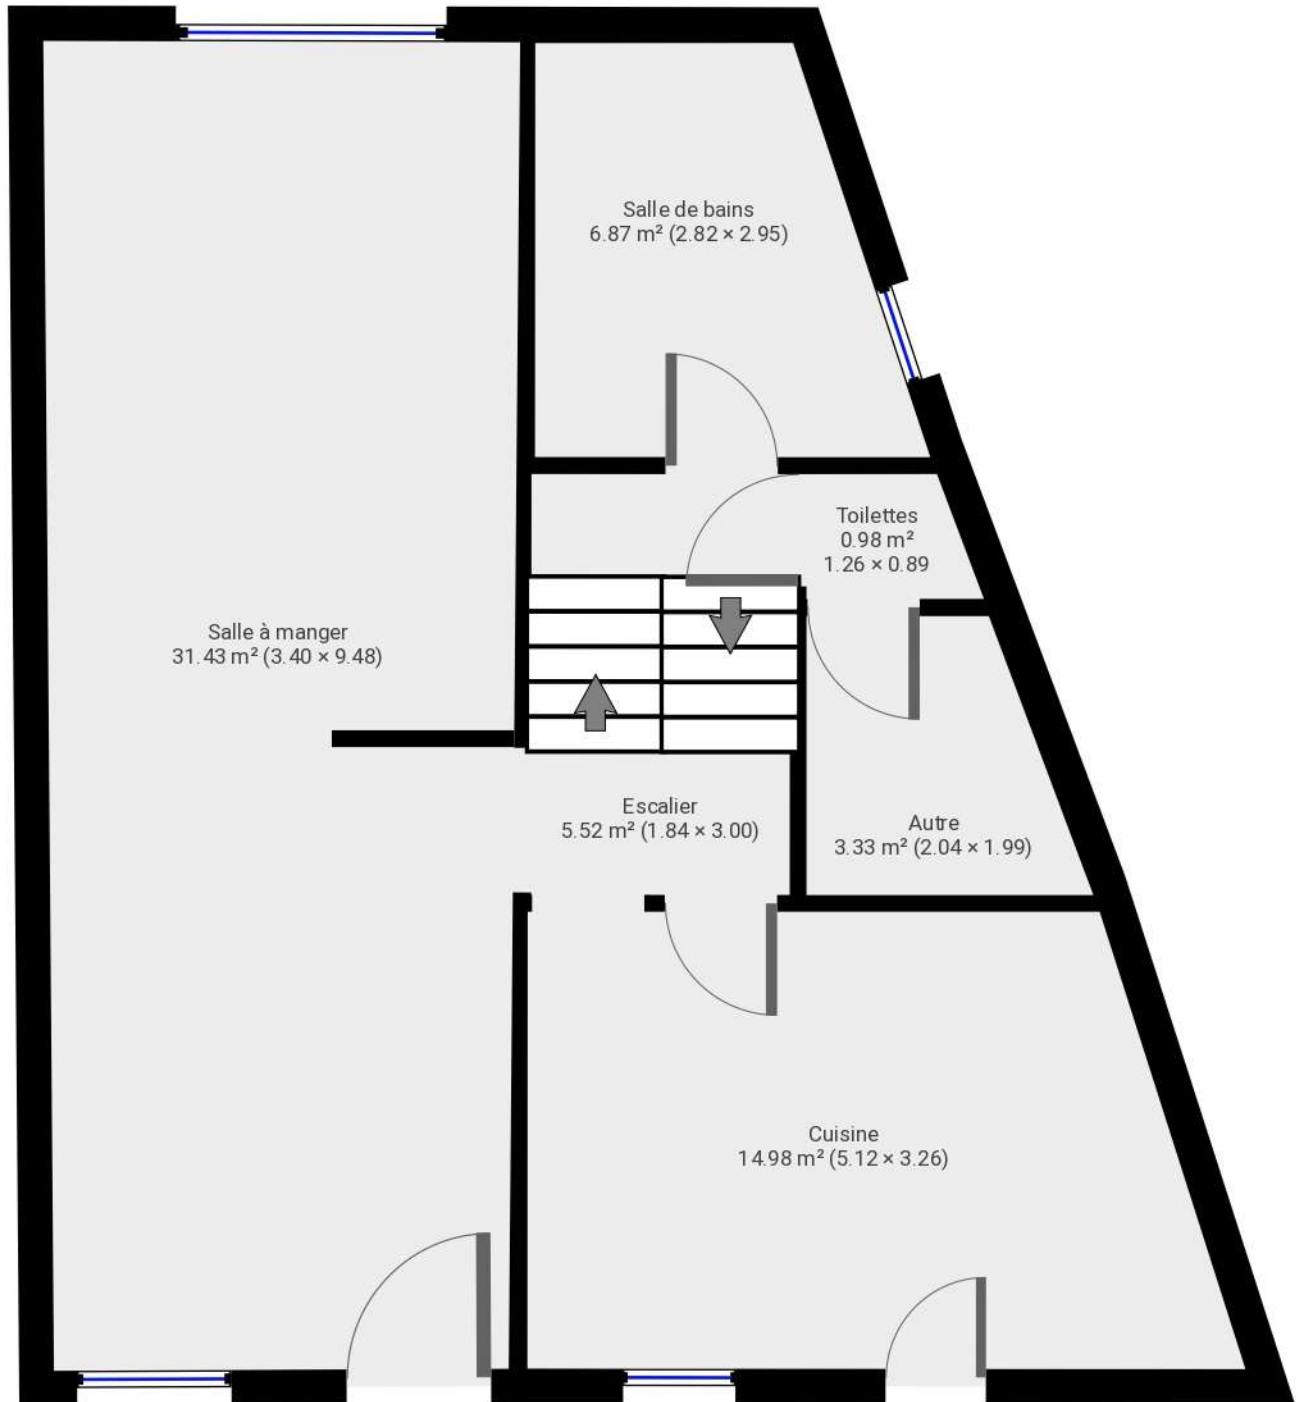 Salle de bains
6.87 m² (2.82 × 2.95)
Toilettes
0.98 m²
1.26 × 0.89
Salle à manger
31.43 m² (3.40 × 9.48)
Escalier
5.52 m² (1.84 × 3.00)
Autre
3.33 m² (2.04 × 1.99)
Cuisine
14.98 m² (5.12 × 3.26)